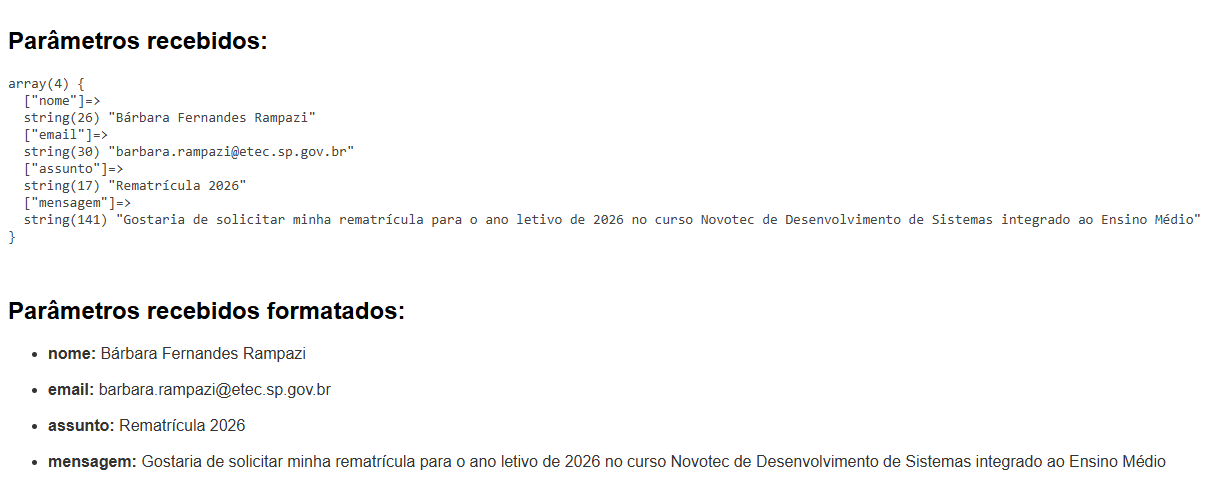 Parâmetros recebidos:
array(4) {
  ["nome"]=>
  string(26) "Bárbara Fernandes Rampazi"
  ["email"]=>
  string(30) "barbara.rampazi@etec.sp.gov.br"
  ["assunto"]=>
  string(17) "Rematrícula 2026"
  ["mensagem"]=>
  string(141) "Gostaria de solicitar minha rematrícula para o ano letivo de 2026 no curso Novotec de Desenvolvimento de Sistemas integrado ao Ensino Médio"
}
Parâmetros recebidos formatados:
• nome: Bárbara Fernandes Rampazi
• email: barbara.rampazi@etec.sp.gov.br
• assunto: Rematrícula 2026
• mensagem: Gostaria de solicitar minha rematrícula para o ano letivo de 2026 no curso Novotec de Desenvolvimento de Sistemas integrado ao Ensino Médio